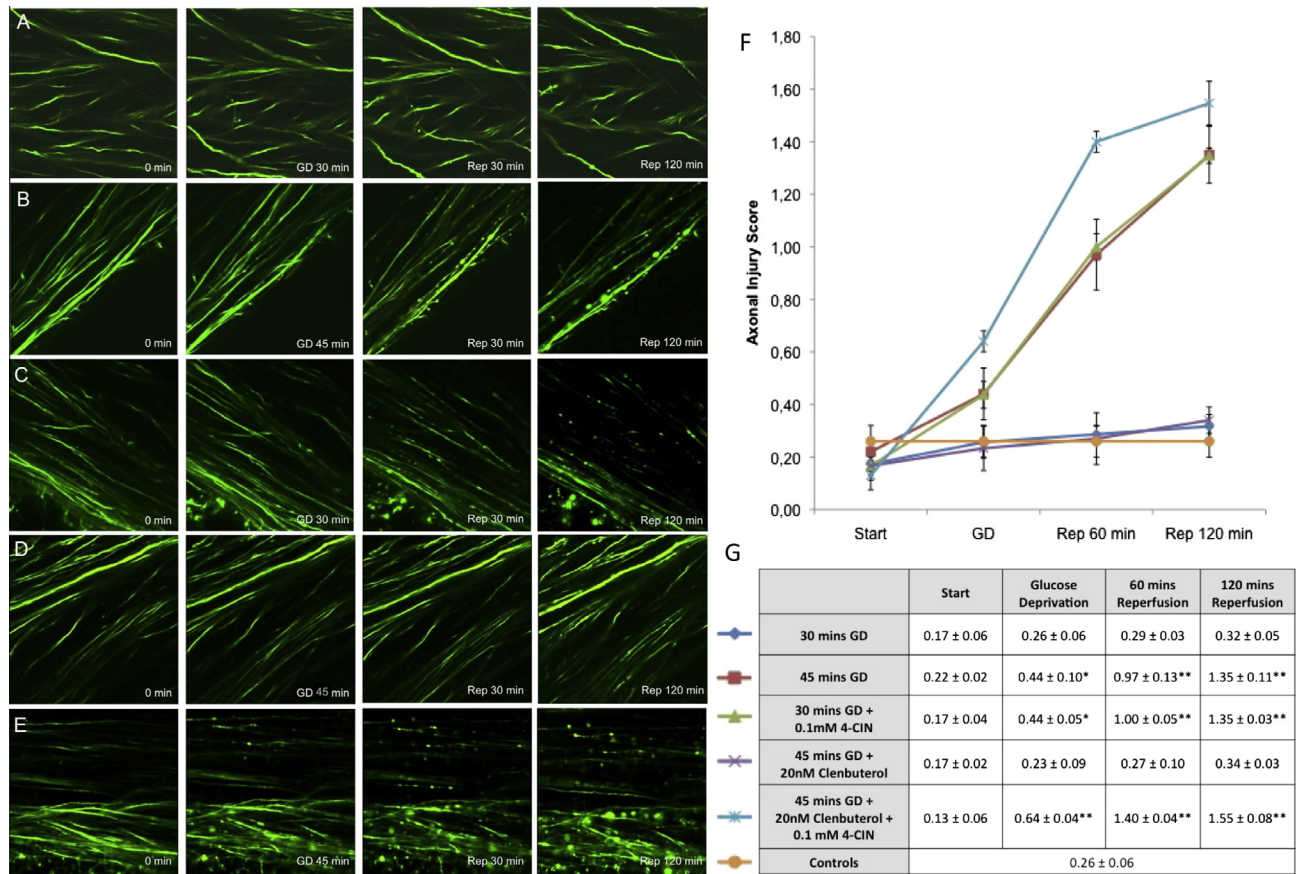 A
0 min
GD 30 min
Rep 30 min
Rep 120 min
B
0 min
GD 45 min
Rep 30 min
Rep 120 min
C
0 min
GD 30 min
Rep 30 min
Rep 120 min
D
0 min
GD 45 min
Rep 30 min
Rep 120 min
E
0 min
GD 45 min
Rep 30 min
Rep 120 min
F
Axonal Injury Score
1,80
1,60
1,40
1,20
1,00
0,80
0,60
0,40
0,20
0,00
Start GD Rep 60 min Rep 120 min
G
Start Glucose Deprivation 60 mins Reperfusion 120 mins Reperfusion
30 mins GD 0.17 ± 0.06 0.26 ± 0.06 0.29 ± 0.03 0.32 ± 0.05
45 mins GD 0.22 ± 0.02 0.44 ± 0.10* 0.97 ± 0.13** 1.35 ± 0.11**
30 mins GD + 0.1mM 4-CIN 0.17 ± 0.04 0.44 ± 0.05* 1.00 ± 0.05** 1.35 ± 0.03**
45 mins GD + 20nM Clenbuterol 0.17 ± 0.02 0.23 ± 0.09 0.27 ± 0.10 0.34 ± 0.03
45 mins GD + 20nM Clenbuterol + 0.1 mM 4-CIN 0.13 ± 0.06 0.64 ± 0.04** 1.40 ± 0.04** 1.55 ± 0.08**
Controls 0.26 ± 0.06